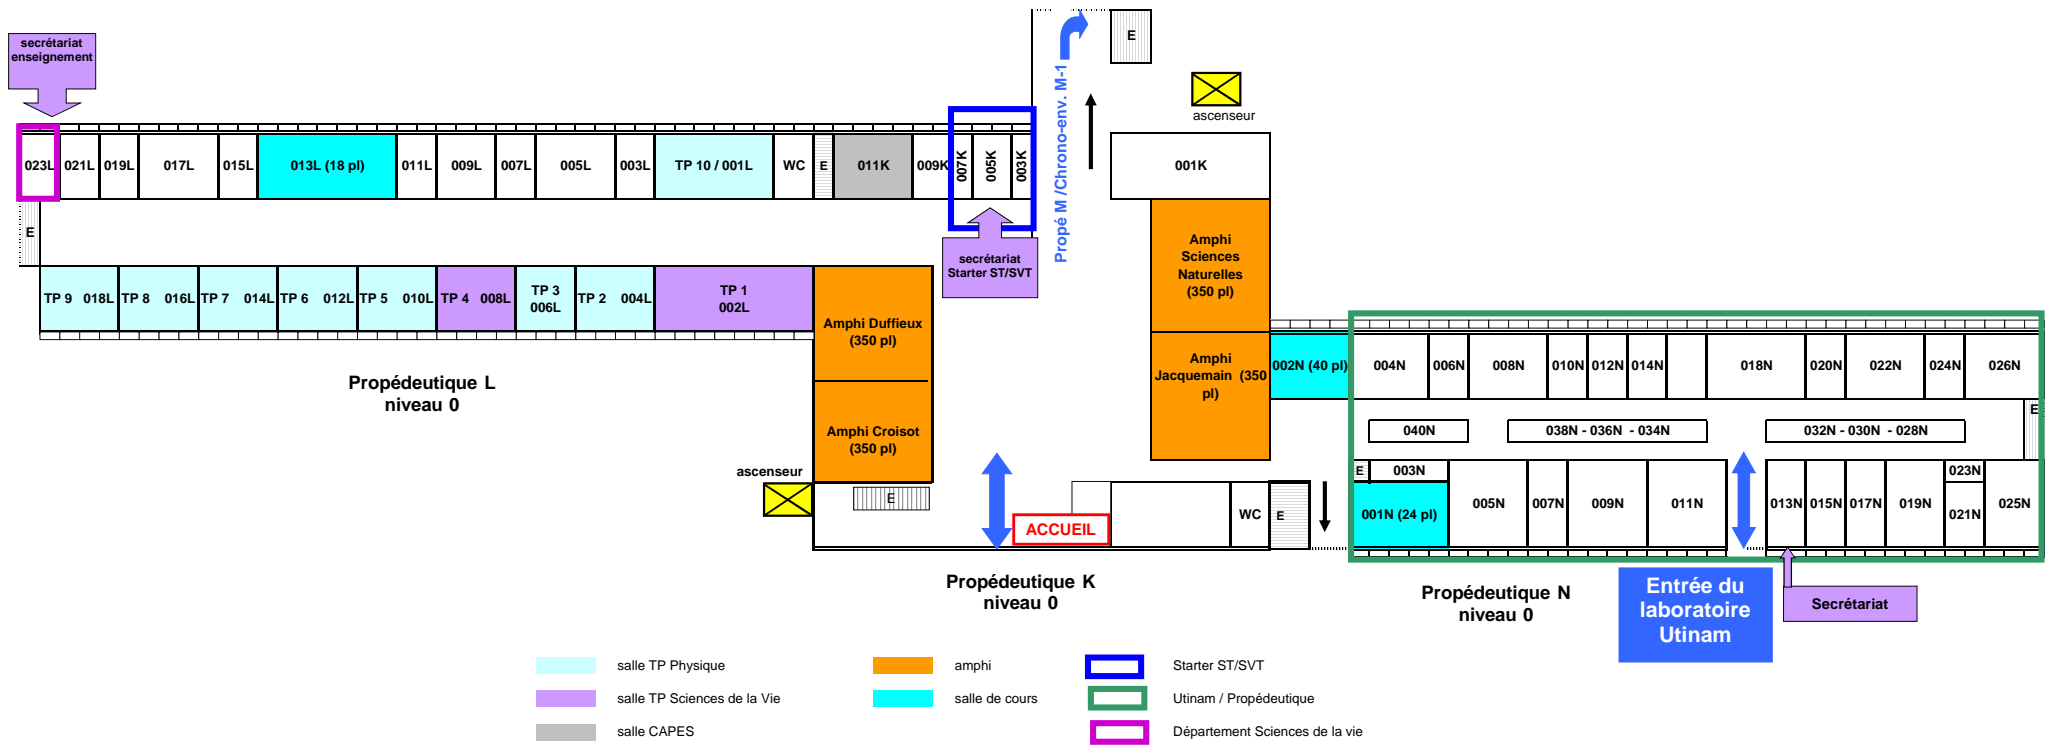 secrétariat
enseignement
E
Propé M /Chrono-env. M-1
ascenseur
023L
021L
019L
017L
015L
013L (18 pl)
011L
009L
007L
005L
003L
TP 10 / 001L
WC
E
011K
009K
007K
005K
003K
001K
E
secrétariat
Starter ST/SVT
Amphi
Sciences
Naturelles
(350 pl)
TP 9 018L
TP 8 016L
TP 7 014L
TP 6 012L
TP 5 010L
TP 4 008L
TP 3
006L
TP 2 004L
TP 1
002L
Amphi Duffieux
(350 pl)
Amphi
Jacquemain (350
pl)
002N (40 pl)
004N
006N
008N
010N
012N
014N
018N
020N
022N
024N
026N
Propédeutique L
niveau 0
E
040N
038N - 036N - 034N
032N - 030N - 028N
Amphi Croisot
(350 pl)
ascenseur
E
ACCUEIL
WC
E
E
003N
001N (24 pl)
005N
007N
009N
011N
013N
015N
017N
019N
023N
021N
025N
Propédeutique K
niveau 0
Propédeutique N
niveau 0
Entrée du
laboratoire
Utinam
Secrétariat
salle TP Physique
amphi
Starter ST/SVT
salle TP Sciences de la Vie
salle de cours
Utinam / Propédeutique
salle CAPES
Département Sciences de la vie